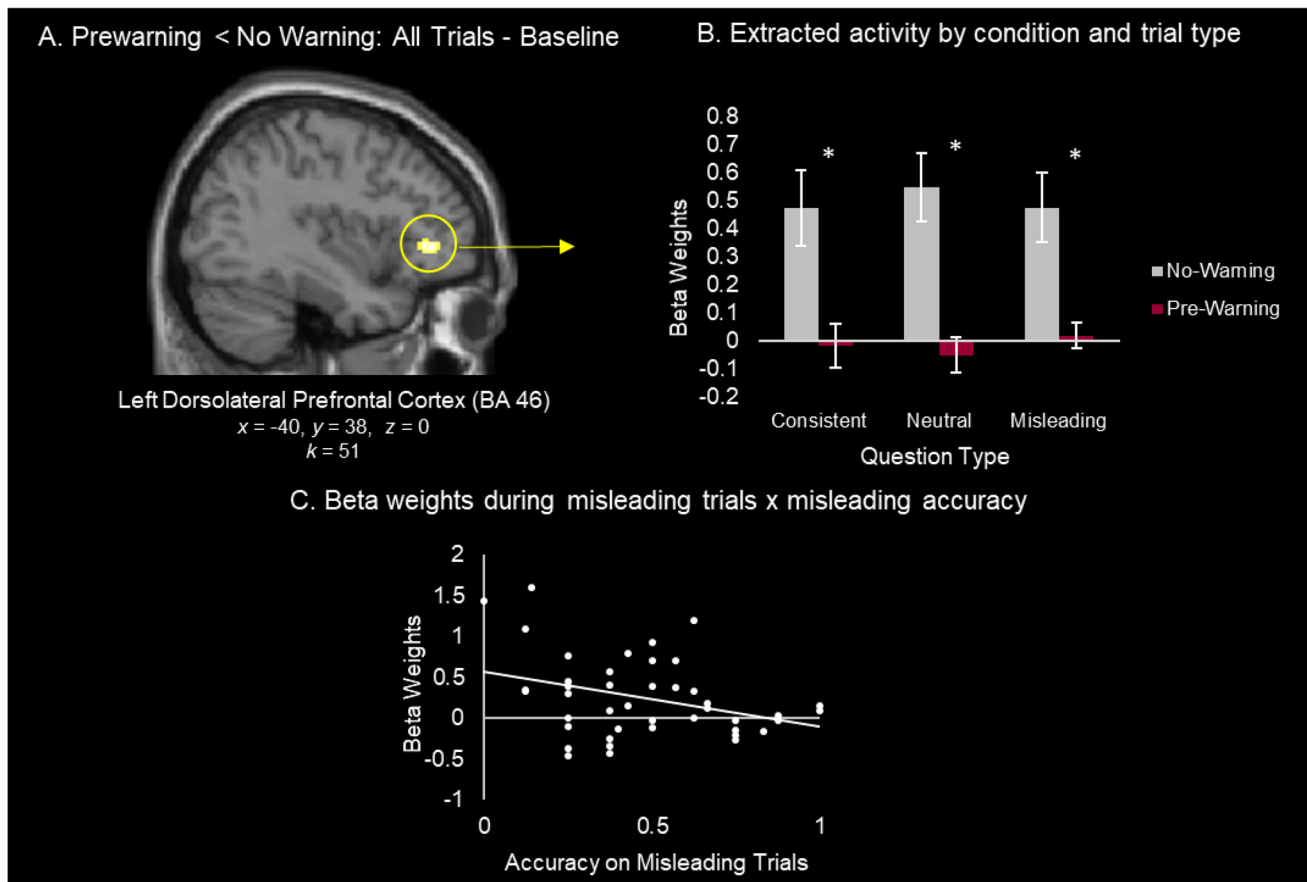 A. Prewarning < No Warning: All Trials - Baseline
Left Dorsolateral Prefrontal Cortex (BA 46)
x = -40, y = 38, z = 0
k = 51
B. Extracted activity by condition and trial type
0.8
0.7
0.6
0.5
0.4
0.3
0.2
0.1
0
-0.1
-0.2
Beta Weights
*
*
*
No-Warning
Pre-Warning
Consistent Neutral Misleading
Question Type
C. Beta weights during misleading trials x misleading accuracy
2
1.5
1
0.5
0
-0.5
-1
Beta Weights
0 0.5 1
Accuracy on Misleading Trials